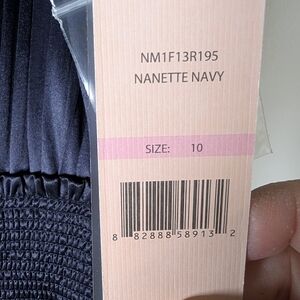 NM1F13R195
NANETTE NAVY
SIZE: 10
8 82888 58913 2